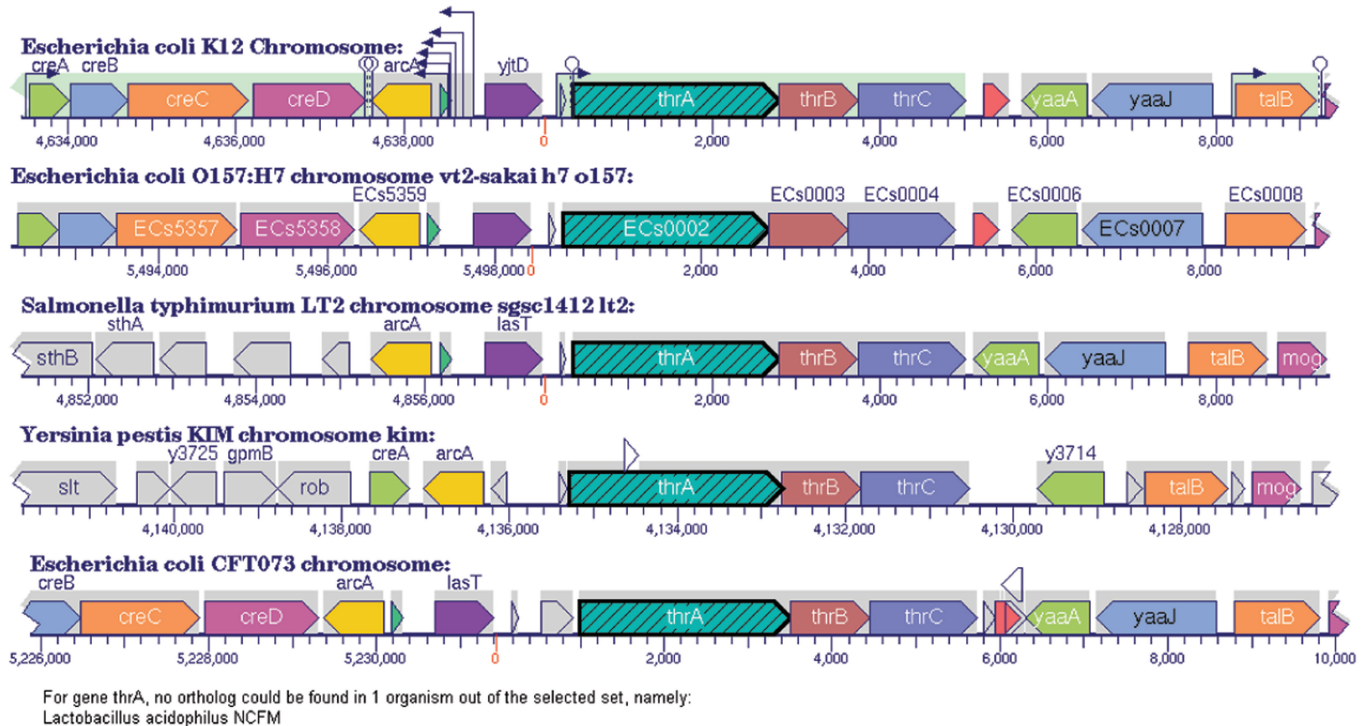 Escherichia coli K12 Chromosome:
creA creB arcA yjtD
creC creD thrA thrB thrC yaaA yaaJ talB
4,634,000 4,636,000 4,638,000 0 2,000 4,000 6,000 8,000
Escherichia coli O157:H7 chromosome vt2-sakai h7 o157:
ECs5359 ECs0003 ECs0004 ECs0006 ECs0008
ECs5357 ECs5358 ECs0002 ECs0007
5,494,000 5,496,000 5,498,000 0 2,000 4,000 6,000 8,000
Salmonella typhimurium LT2 chromosome sgsc1412 lt2:
sthA arcA lasT
sthB thrA thrB thrC yaaA yaaJ talB mog
4,852,000 4,854,000 4,856,000 0 2,000 4,000 6,000 8,000
Yersinia pestis KIM chromosome kim:
y3725 gpmB creA arcA y3714
slt rob thrA thrB thrC talB mog
4,140,000 4,138,000 4,136,000 4,134,000 4,132,000 4,130,000 4,128,000
Escherichia coli CFT073 chromosome:
creB arcA lasT
creC creD thrA thrB thrC yaaA yaaJ talB
5,226,000 5,228,000 5,230,000 0 2,000 4,000 6,000 8,000 10,000
For gene thrA, no ortholog could be found in 1 organism out of the selected set, namely:
Lactobacillus acidophilus NCFM